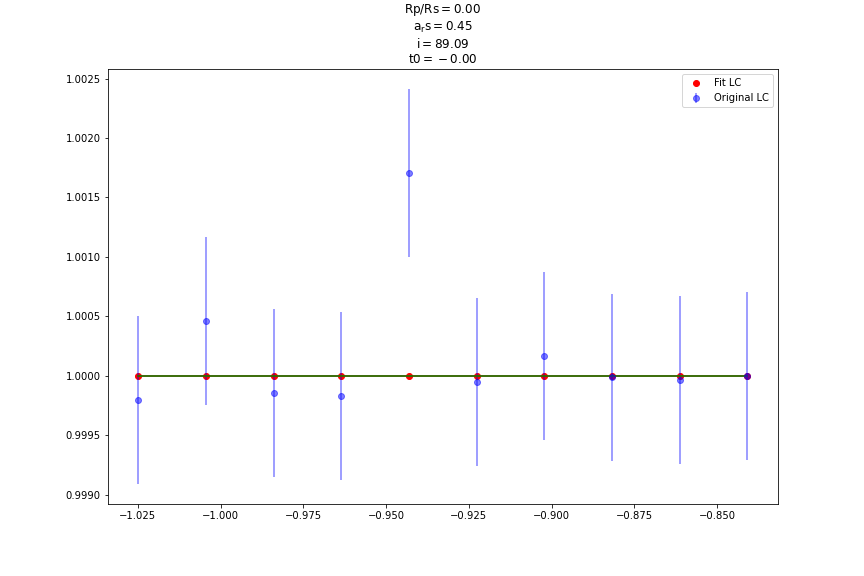 Rp/Rs = 0.00
aᵣs = 0.45
i = 89.09
t0 = −0.00
1.0025
1.0020
1.0015
1.0010
1.0005
1.0000
0.9995
0.9990
Fit LC
Original LC
−1.025
−1.000
−0.975
−0.950
−0.925
−0.900
−0.875
−0.850